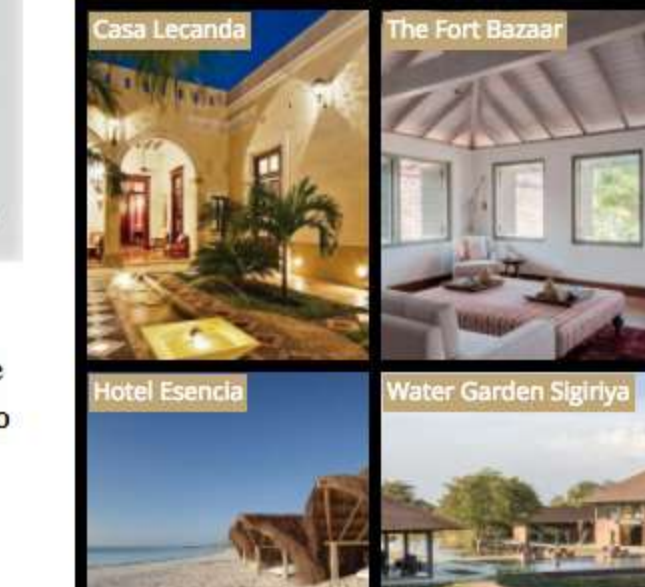 Casa Lecanda
The Fort Bazaar
e
o
Hotel Esencia
Water Garden Sigiriya